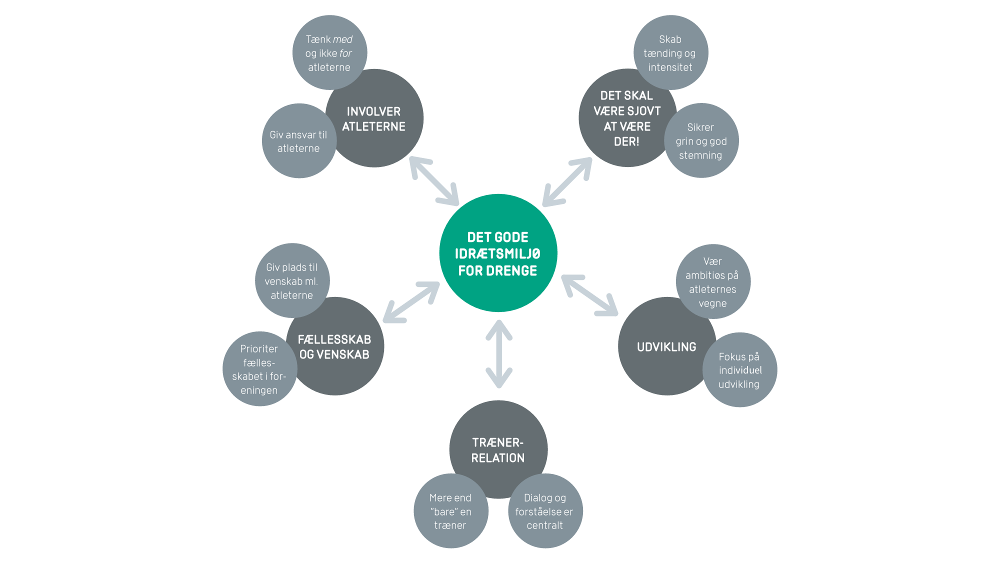 Tænk med
og ikke for
atleterne
Giv ansvar til
atleterne
INVOLVER
ATLETERNE
Skab
tænding og
intensitet
DET SKAL
VÆRE SJOVT
AT VÆRE
DER!
Sikrer
grin og god
stemning
DET GODE
IDRÆTSMILJØ
FOR DRENGE
Giv plads til
venskab ml.
atleterne
Prioriter
fælles-
skabet i for-
eningen
FÆLLESSKAB
OG VENSKAB
Vær
ambitiøs på
atleternes
vegne
UDVIKLING
Fokus på
individuel
udvikling
TRÆNER-
RELATION
Mere end
"bare" en
træner
Dialog og
forståelse er
centralt